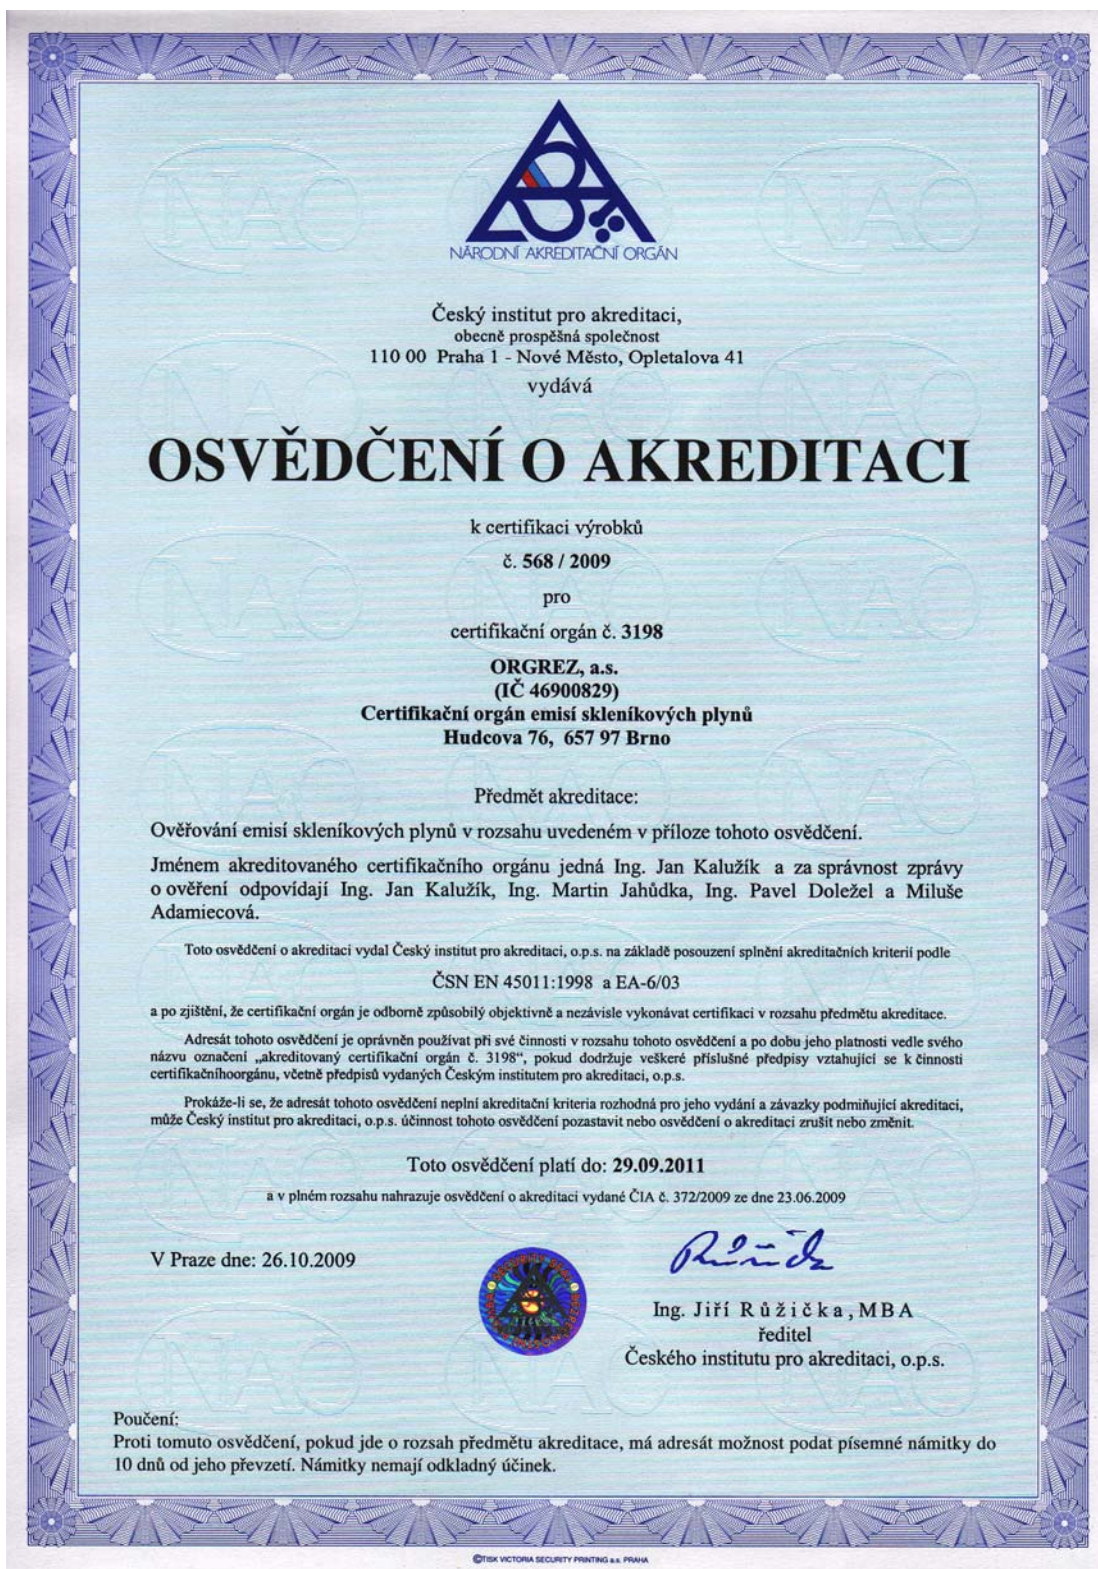 NÁRODNÍ AKREDITAČNÍ ORGÁN
Český institut pro akreditaci,
obecně prospěšná společnost
110 00 Praha 1 - Nové Město, Opletalova 41
vydává
OSVĚDČENÍ O AKREDITACI
k certifikaci výrobků
č. 568 / 2009
pro
certifikační orgán č. 3198
ORGREZ, a.s.
(IČ 46900829)
Certifikační orgán emisí skleníkových plynů
Hudcova 76, 657 97 Brno
Předmět akreditace:
Ověřování emisí skleníkových plynů v rozsahu uvedeném v příloze tohoto osvědčení.
Jménem akreditovaného certifikačního orgánu jedná Ing. Jan Kalužík a za správnost zprávy
o ověření odpovídají Ing. Jan Kalužík, Ing. Martin Jahůdka, Ing. Pavel Doležel a Miluše
Adamiecová.
Toto osvědčení o akreditaci vydal Český institut pro akreditaci, o.p.s. na základě posouzení splnění akreditačních kriterií podle
ČSN EN 45011:1998 a EA-6/03
a po zjištění, že certifikační orgán je odborně způsobilý objektivně a nezávisle vykonávat certifikaci v rozsahu předmětu akreditace.
Adresát tohoto osvědčení je oprávněn používat při své činnosti v rozsahu tohoto osvědčení a po dobu jeho platnosti vedle svého
názvu označení „akreditovaný certifikační orgán č. 3198“, pokud dodržuje veškeré příslušné předpisy vztahující se k činnosti
certifikačníhoorgánu, včetně předpisů vydaných Českým institutem pro akreditaci, o.p.s.
Prokáže-li se, že adresát tohoto osvědčení neplní akreditační kriteria rozhodná pro jeho vydání a závazky podmiňující akreditaci,
může Český institut pro akreditaci, o.p.s. účinnost tohoto osvědčení pozastavit nebo osvědčení o akreditaci zrušit nebo změnit.
Toto osvědčení platí do: 29.09.2011
a v plném rozsahu nahrazuje osvědčení o akreditaci vydané ČIA č. 372/2009 ze dne 23.06.2009
V Praze dne: 26.10.2009
Ing. Jiří Růžička, MBA
ředitel
Českého institutu pro akreditaci, o.p.s.
Poučení:
Proti tomuto osvědčení, pokud jde o rozsah předmětu akreditace, má adresát možnost podat písemné námitky do
10 dnů od jeho převzetí. Námitky nemají odkladný účinek.
©TISK VICTORIA SECURITY PRINTING a.s. PRAHA